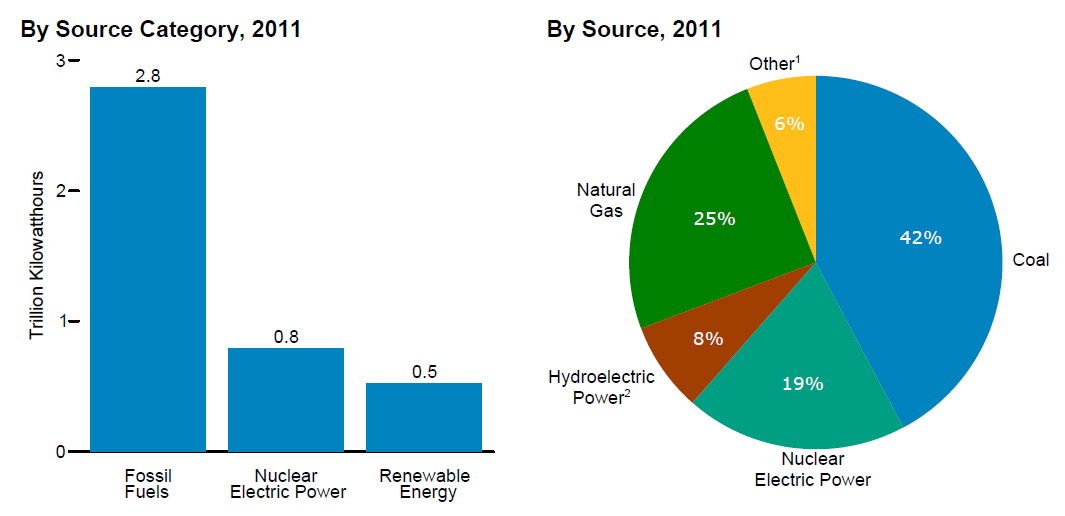 By Source Category, 2011
3
2.8
2
Trillion Kilowatthours
1
0.8
0.5
0
Fossil
Fuels
Nuclear
Electric Power
Renewable
Energy
By Source, 2011
Other¹
6%
Natural
Gas
25%
42%
Coal
8%
Hydroelectric
Power²
19%
Nuclear
Electric Power